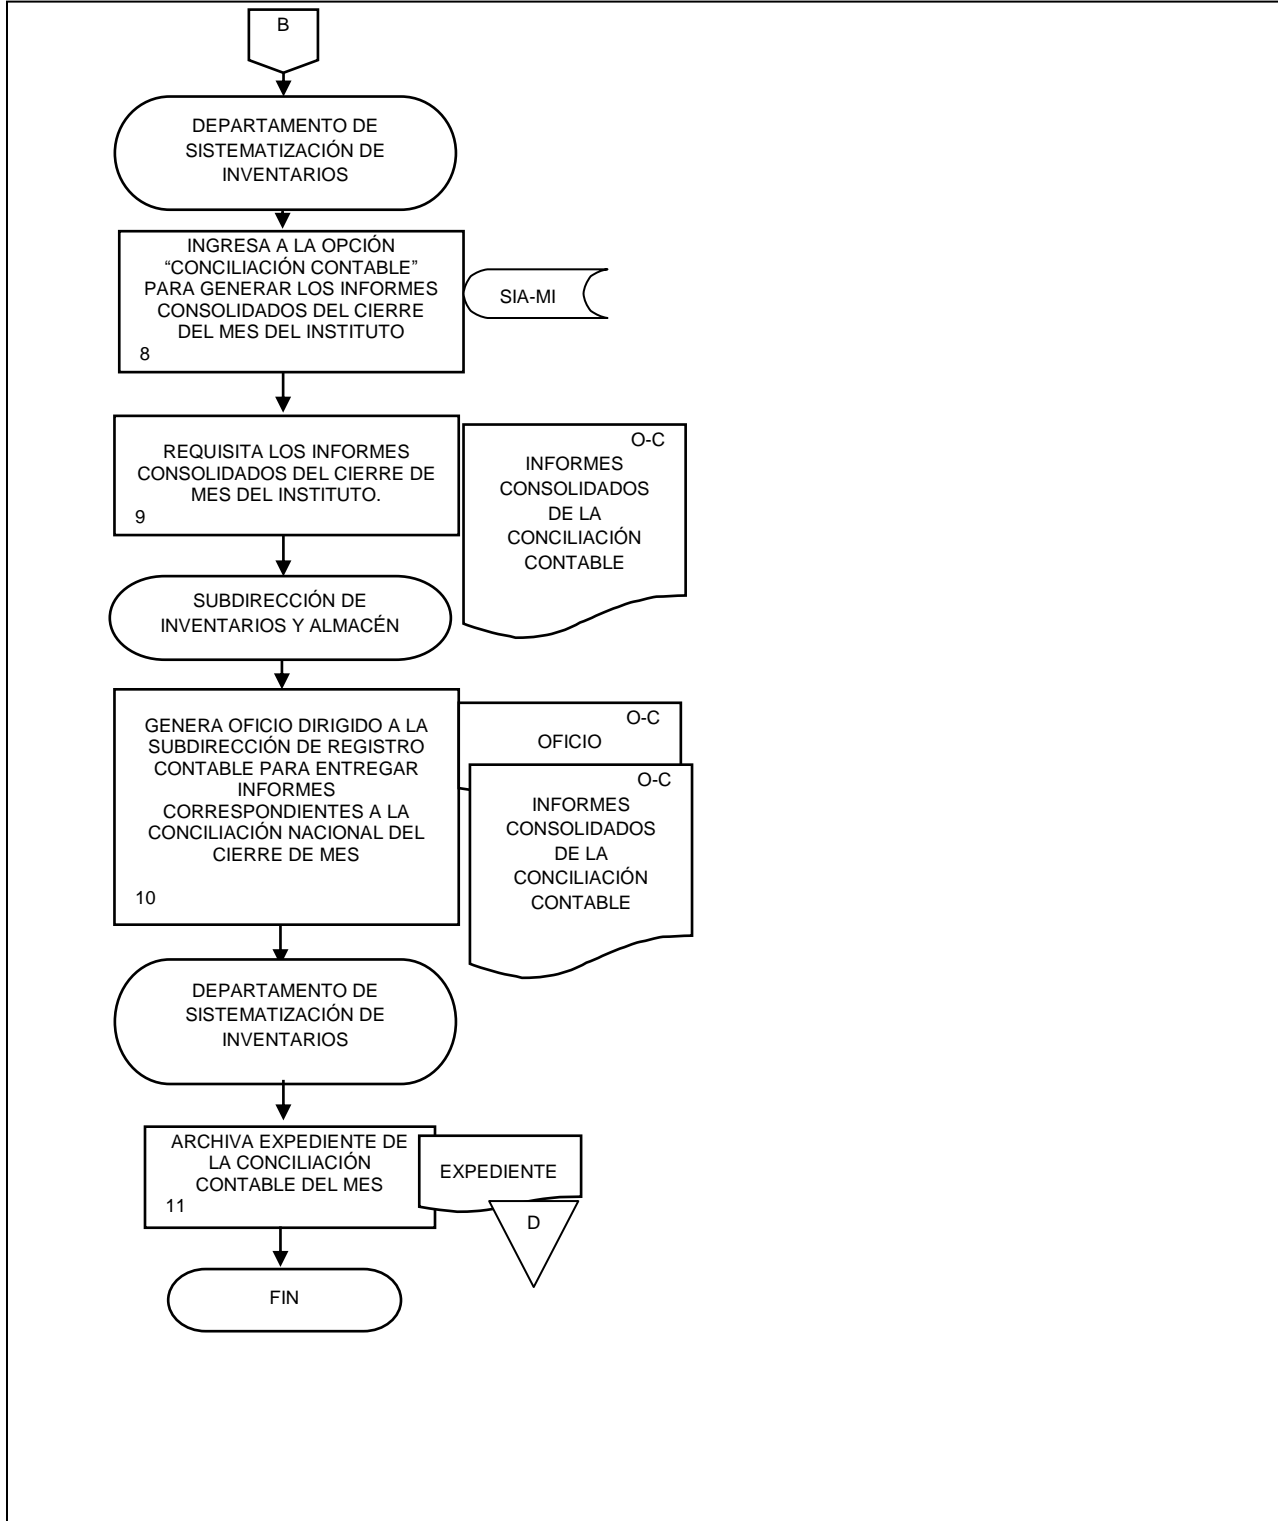 B
DEPARTAMENTO DE
SISTEMATIZACIÓN DE
INVENTARIOS
INGRESA A LA OPCIÓN
“CONCILIACIÓN CONTABLE”
PARA GENERAR LOS INFORMES
CONSOLIDADOS DEL CIERRE
DEL MES DEL INSTITUTO
8
SIA-MI
REQUISITA LOS INFORMES
CONSOLIDADOS DEL CIERRE DE
MES DEL INSTITUTO.
9
O-C
INFORMES
CONSOLIDADOS
DE LA
CONCILIACIÓN
CONTABLE
SUBDIRECCIÓN DE
INVENTARIOS Y ALMACÉN
GENERA OFICIO DIRIGIDO A LA
SUBDIRECCIÓN DE REGISTRO
CONTABLE PARA ENTREGAR
INFORMES
CORRESPONDIENTES A LA
CONCILIACIÓN NACIONAL DEL
CIERRE DE MES
10
O-C
OFICIO
O-C
INFORMES
CONSOLIDADOS
DE LA
CONCILIACIÓN
CONTABLE
DEPARTAMENTO DE
SISTEMATIZACIÓN DE
INVENTARIOS
ARCHIVA EXPEDIENTE DE
LA CONCILIACIÓN
CONTABLE DEL MES
11
EXPEDIENTE
D
FIN